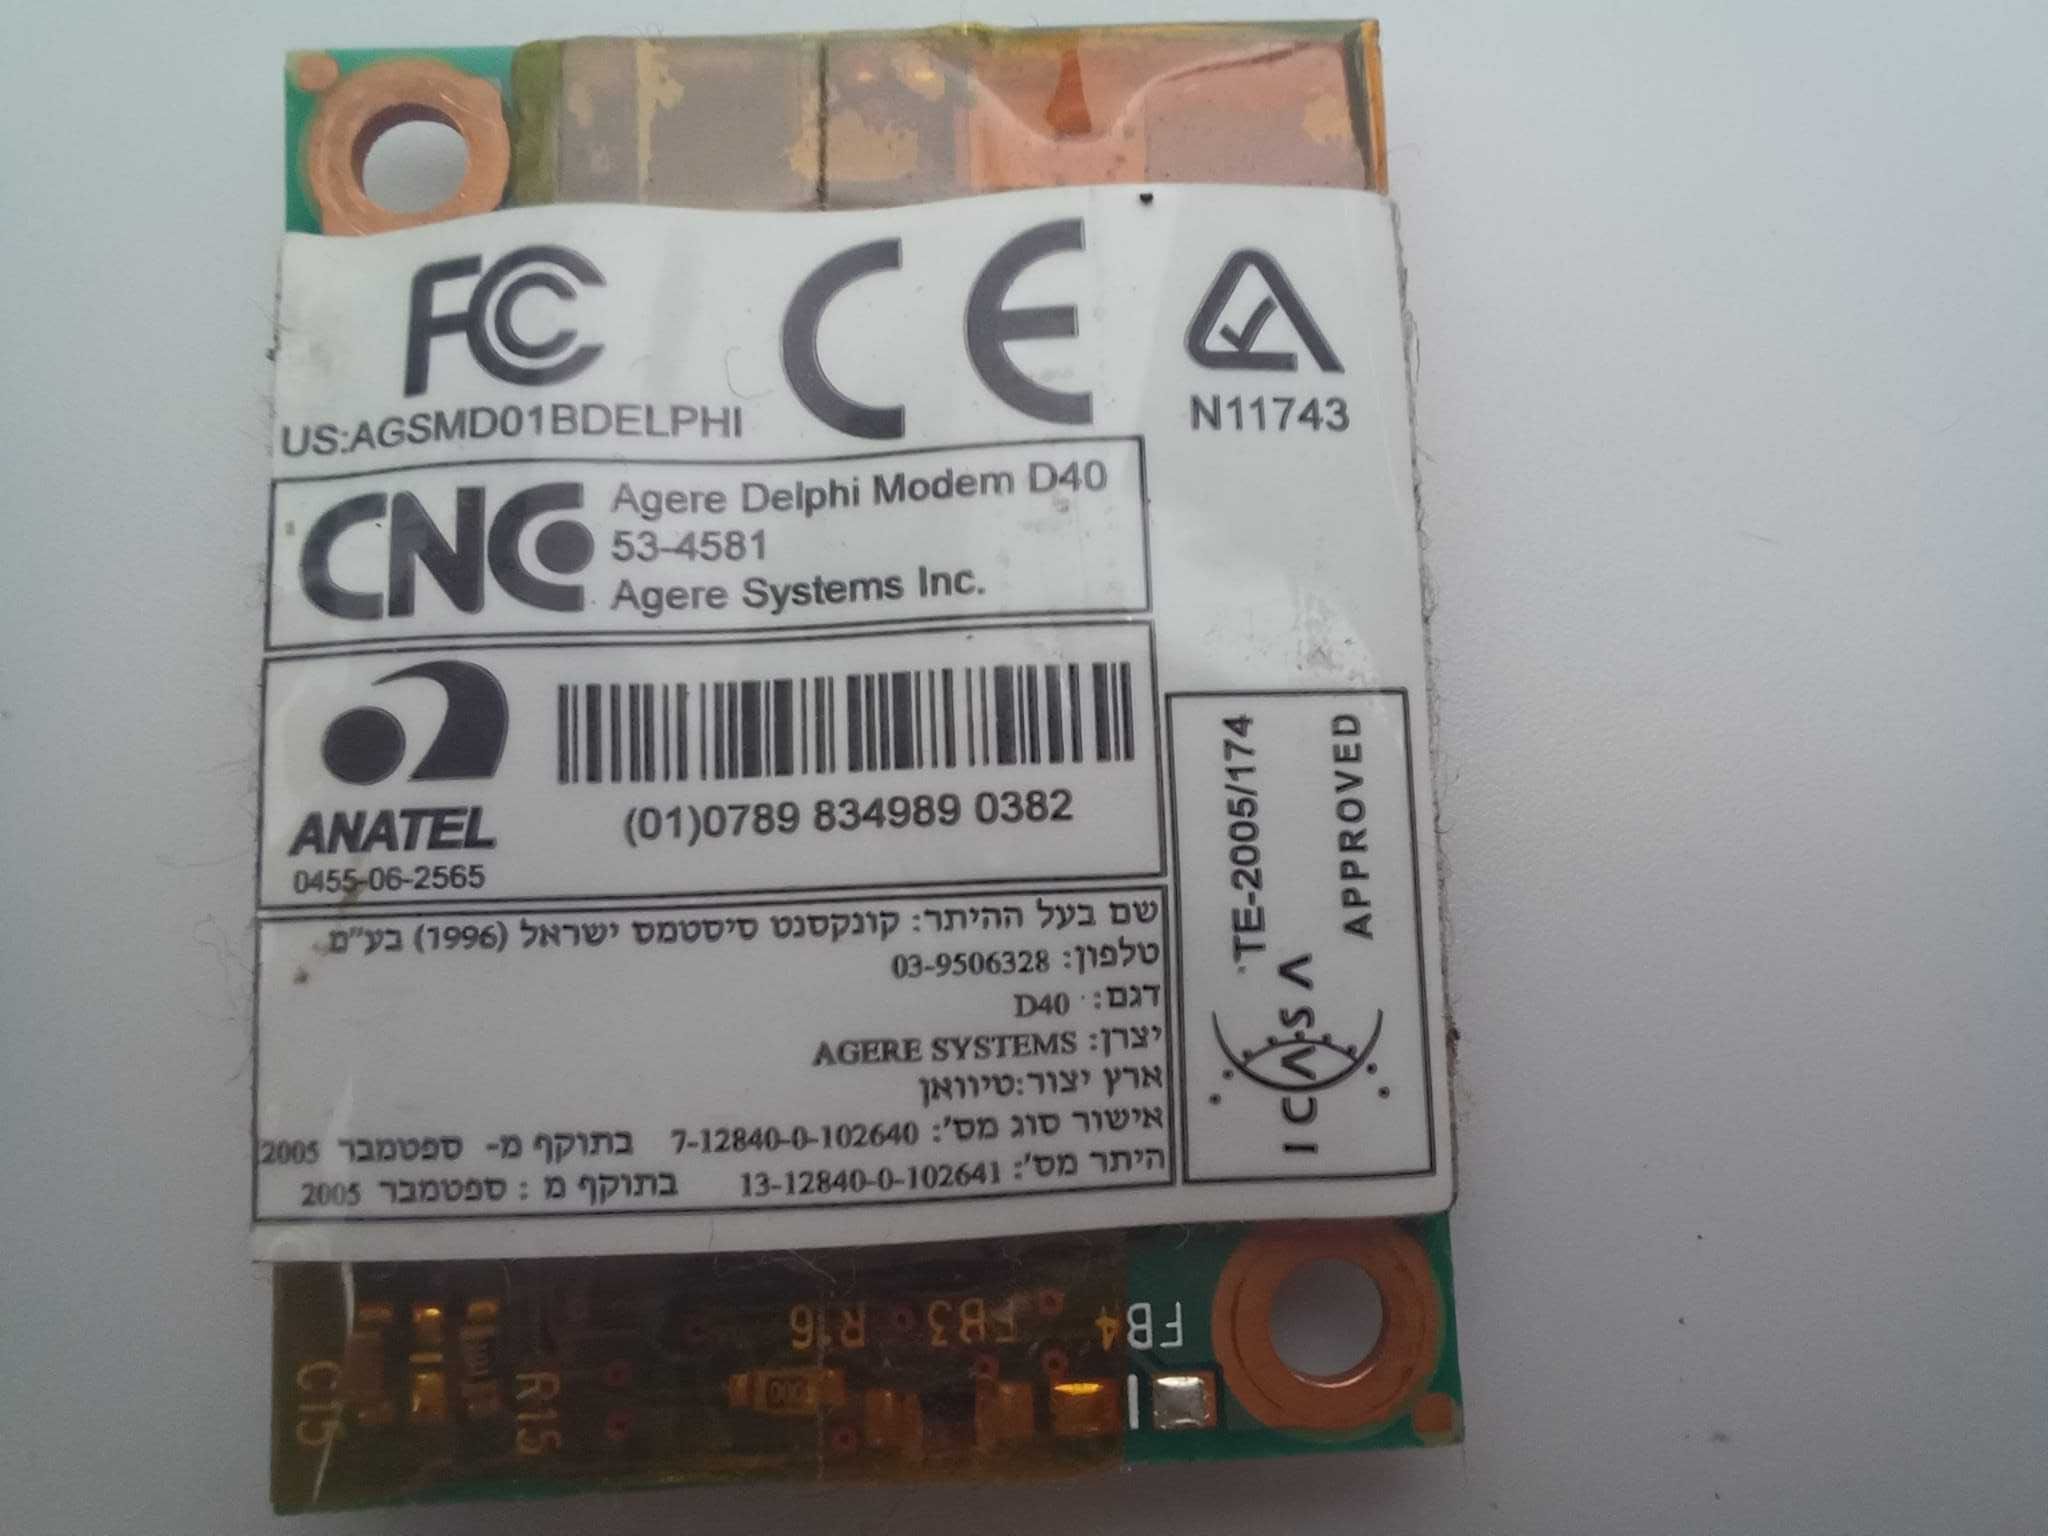 FCC
CE
US:AGSMD01BDELPHI
N11743
CNC
Agere Delphi Modem D40
53-4581
Agere Systems Inc.
ANATEL
0455-06-2565
(01)0789 834989 0382
TE-2005/174
APPROVED
ICASA
שם בעל ההיתר: קונקסנט סיסטמס ישראל (1996) בע"מ
טלפון: 03-9506328
דגם: D40
יצרן: AGERE SYSTEMS
ארץ יצור:טיוואן
אישור סוג מס': 7-12840-0-102640 בתוקף מ- ספטמבר 2005
היתר מס': 13-12840-0-102641 בתוקף מ : ספטמבר 2005
R16 FB3 FB4
C15 R15 000